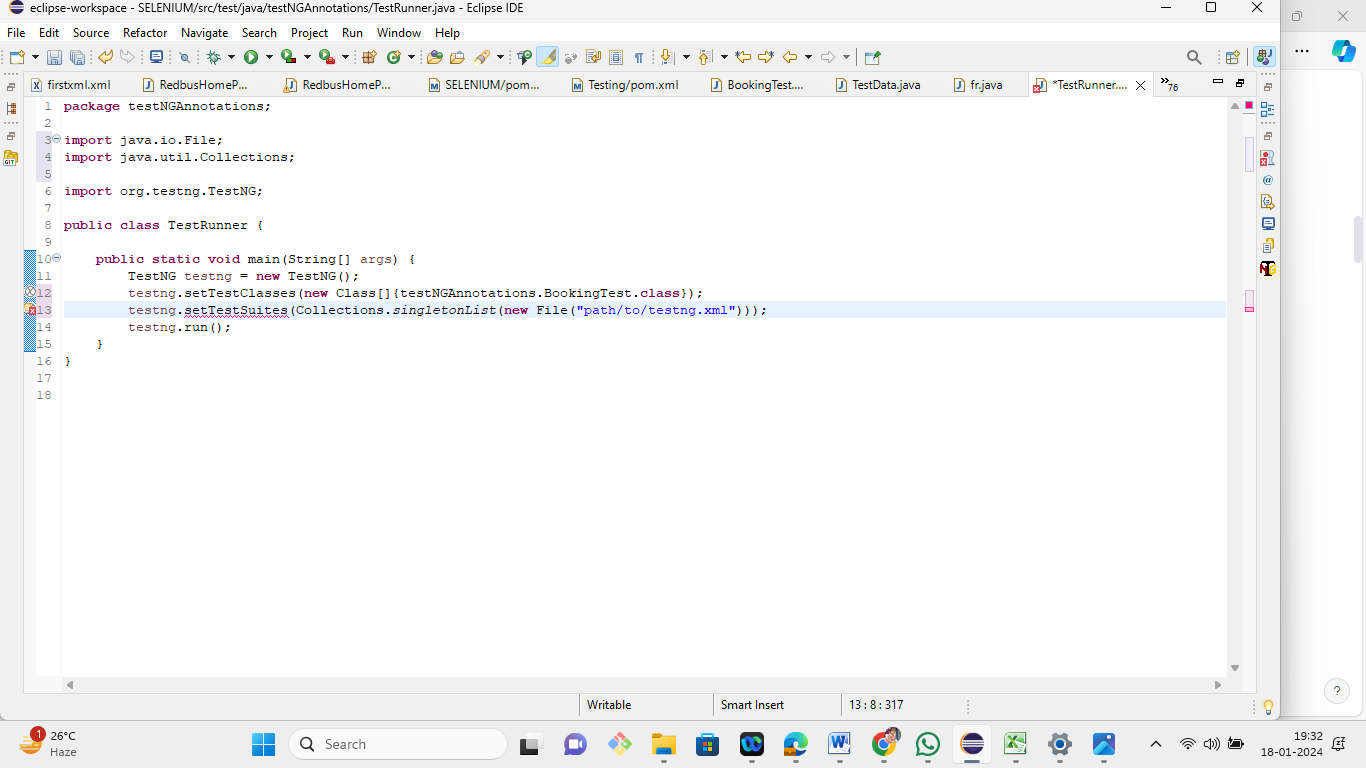 eclipse-workspace - SELENIUM/src/test/java/testNGAnnotations/TestRunner.java - Eclipse IDE
File Edit Source Refactor Navigate Search Project Run Window Help
firstxml.xml RedbusHomeP... RedbusHomeP... SELENIUM/pom... Testing/pom.xml BookingTest.... TestData.java fr.java *TestRunner.... 76
1 package testNGAnnotations;
2
3 import java.io.File;
4 import java.util.Collections;
5
6 import org.testng.TestNG;
7
8 public class TestRunner {
9
10 public static void main(String[] args) {
11 TestNG testng = new TestNG();
12 testng.setTestClasses(new Class[]{testNGAnnotations.BookingTest.class});
13 testng.setTestSuites(Collections.singletonList(new File("path/to/testng.xml")));
14 testng.run();
15 }
16 }
17
18
Writable Smart Insert 13 : 8 : 317
1 26°C
Haze
Search
19:32
18-01-2024